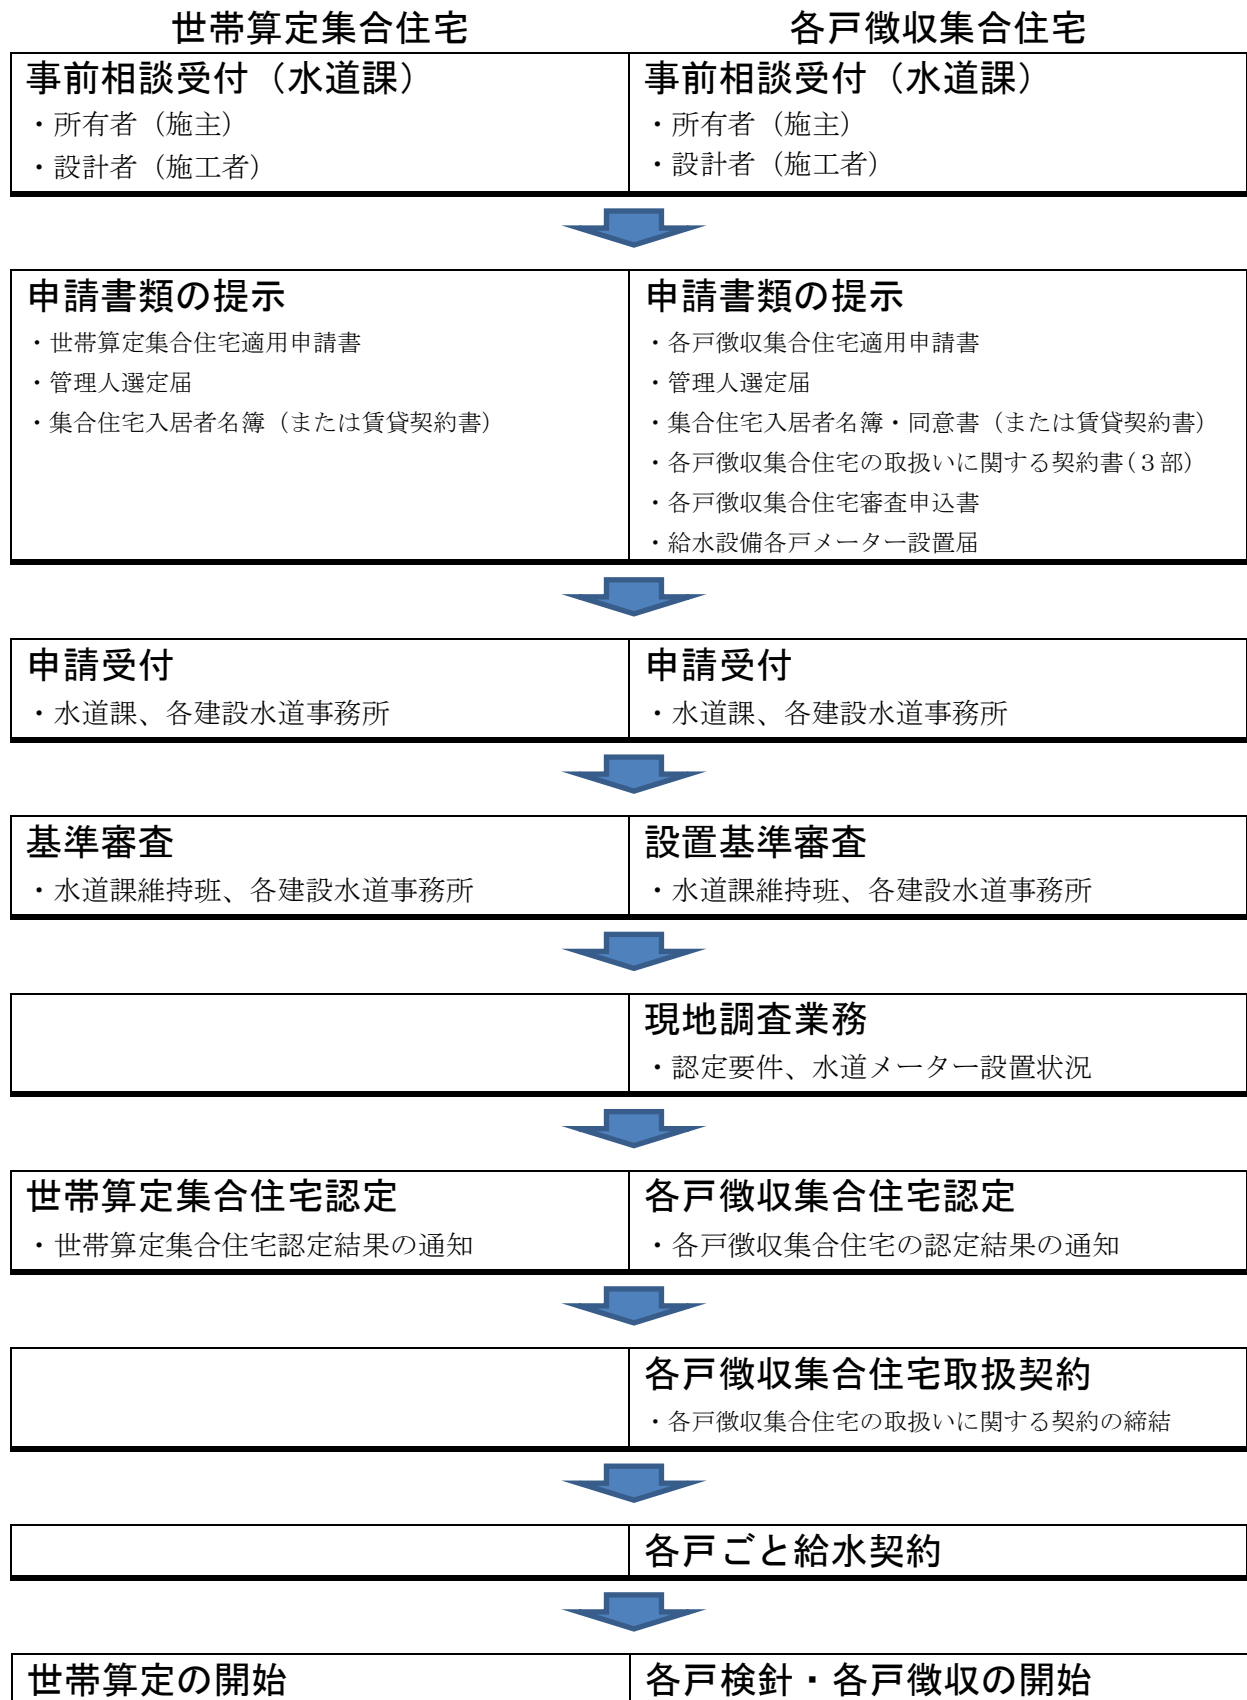 世帯算定集合住宅
各戸徴収集合住宅
事前相談受付（水道課）
・所有者（施主）
・設計者（施工者）
事前相談受付（水道課）
・所有者（施主）
・設計者（施工者）
申請書類の提示
・世帯算定集合住宅適用申請書
・管理人選定届
・集合住宅入居者名簿（または賃貸契約書）
申請書類の提示
・各戸徴収集合住宅適用申請書
・管理人選定届
・集合住宅入居者名簿・同意書（または賃貸契約書）
・各戸徴収集合住宅の取扱いに関する契約書（３部）
・各戸徴収集合住宅審査申込書
・給水設備各戸メーター設置届
申請受付
・水道課、各建設水道事務所
申請受付
・水道課、各建設水道事務所
基準審査
・水道課維持班、各建設水道事務所
設置基準審査
・水道課維持班、各建設水道事務所
現地調査業務
・認定要件、水道メーター設置状況
世帯算定集合住宅認定
・世帯算定集合住宅認定結果の通知
各戸徴収集合住宅認定
・各戸徴収集合住宅の認定結果の通知
各戸徴収集合住宅取扱契約
・各戸徴収集合住宅の取扱いに関する契約の締結
各戸ごと給水契約
世帯算定の開始
各戸検針・各戸徴収の開始